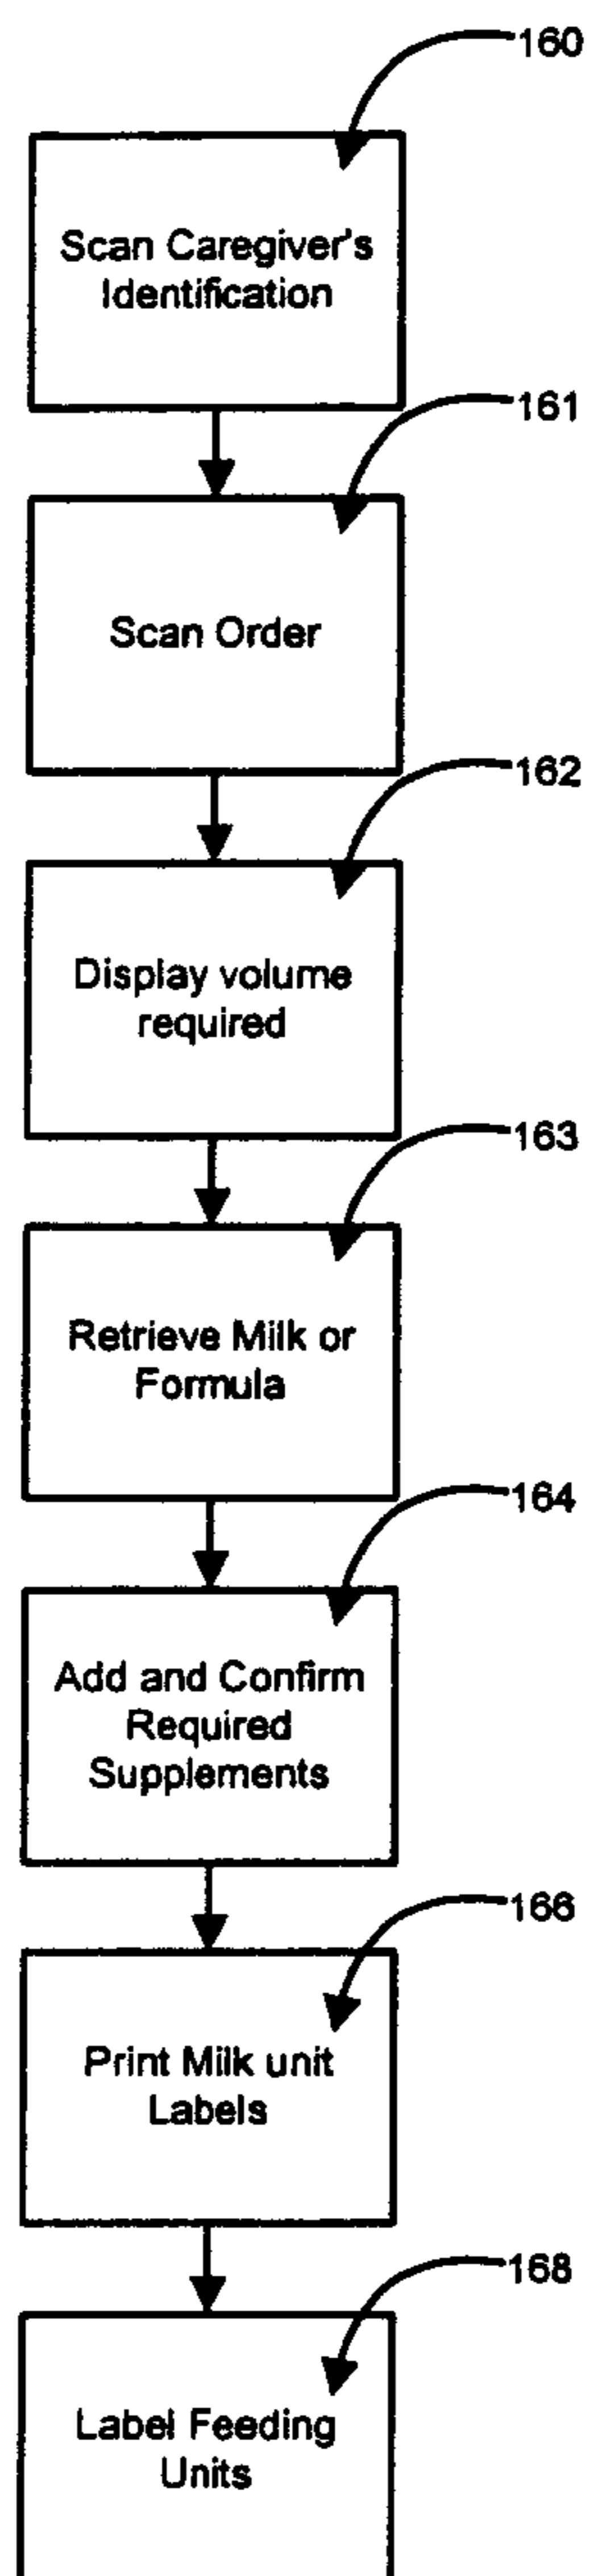 160
Scan Caregiver's
Identification
161
Scan Order
162
Display volume
required
163
Retrieve Milk or
Formula
164
Add and Confirm
Required
Supplements
166
Print Milk unit
Labels
168
Label Feeding
Units